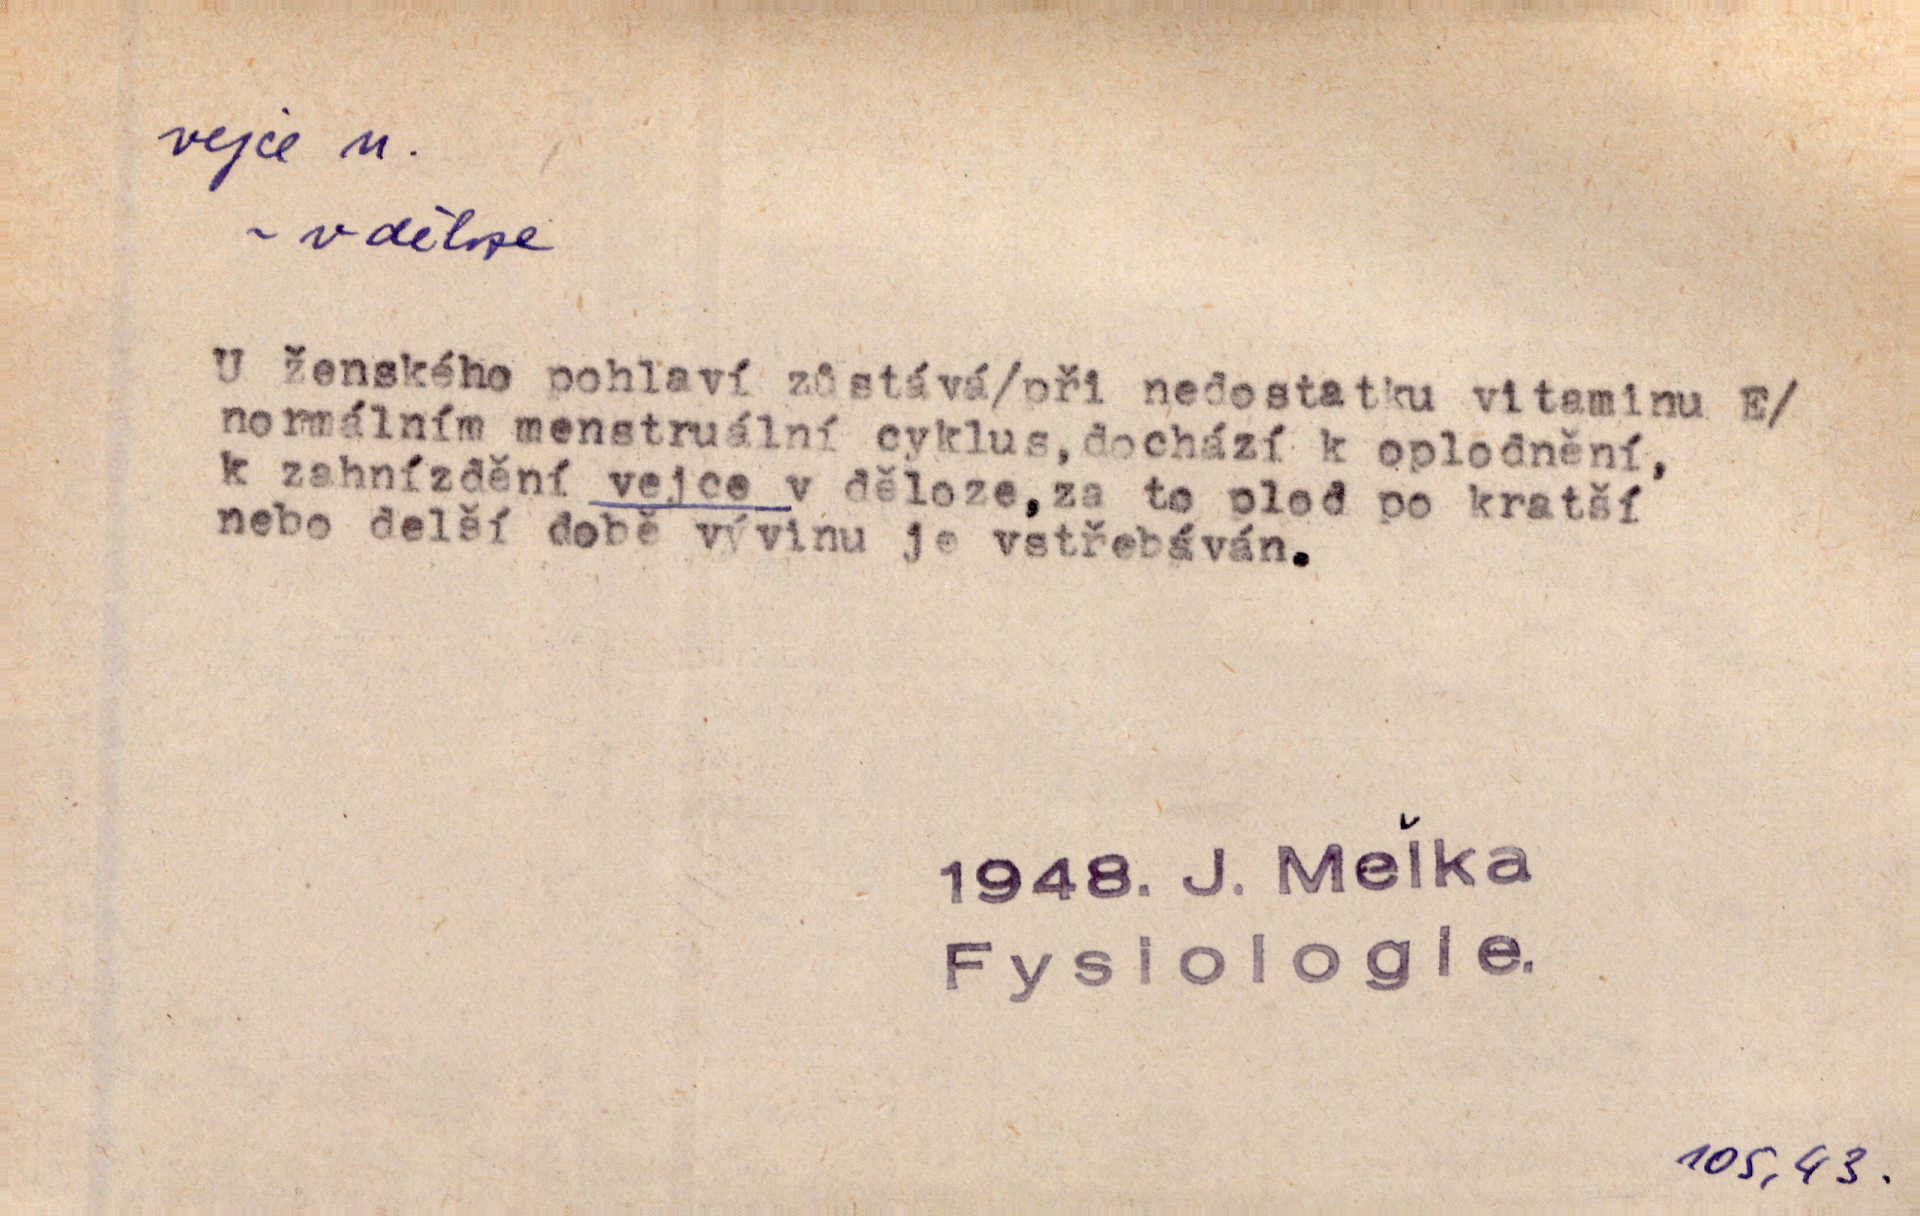 vejce n.
~ v děloze
U ženského pohlaví zůstává/při nedostatku vitaminu E/
normálním menstruální cyklus,dochází k oplodnění,
k zahnízdění vejce v děloze,za to plod po kratší
nebo delší době vývinu je vstřebáván.
1948. J. Melka
Fysiologie.
105,43.